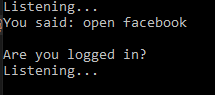 Listening...
You said: open facebook
Are you logged in?
Listening...